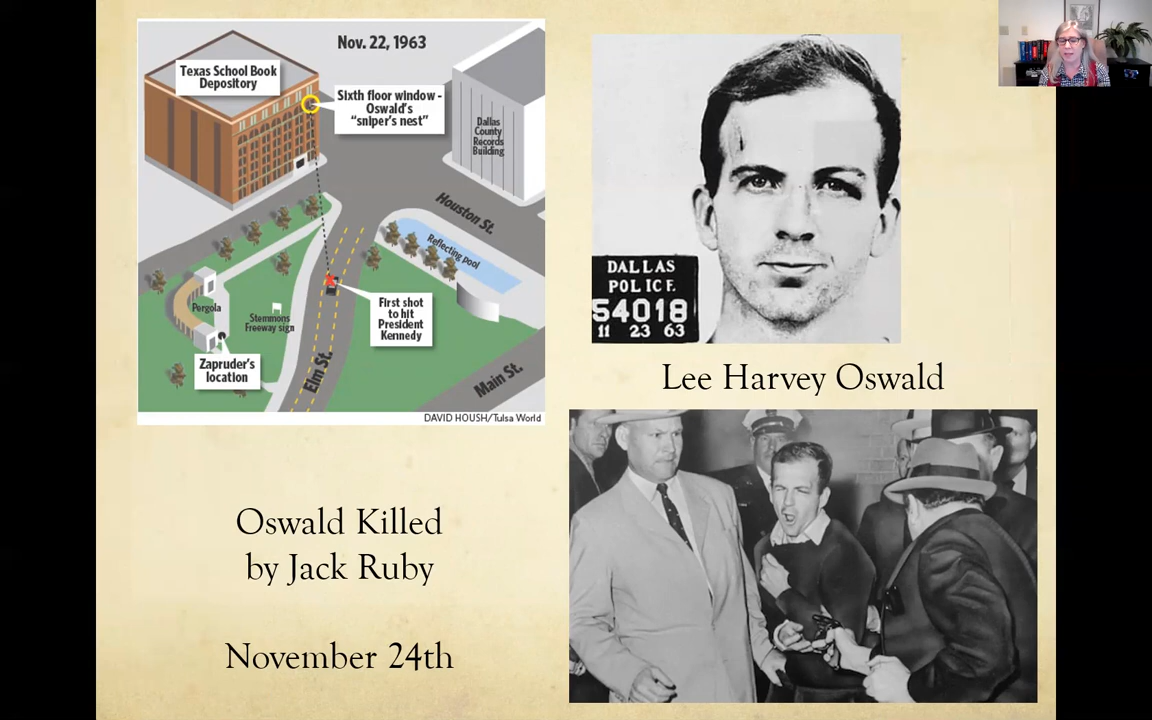 Nov. 22, 1963
Texas School Book
Depository
Sixth floor window -
Oswald's
"sniper's nest"
Dallas
County
Records
Building
Houston St.
Reflecting pool
First shot
to hit
President
Kennedy
Pergola
Stemmons
Freeway sign
Zapruder's
location
Elm St.
Main St.
DAVID HOUSH/Tulsa World
DALLAS
POLICE
54018
11 23 63
Lee Harvey Oswald
Oswald Killed
by Jack Ruby
November 24th